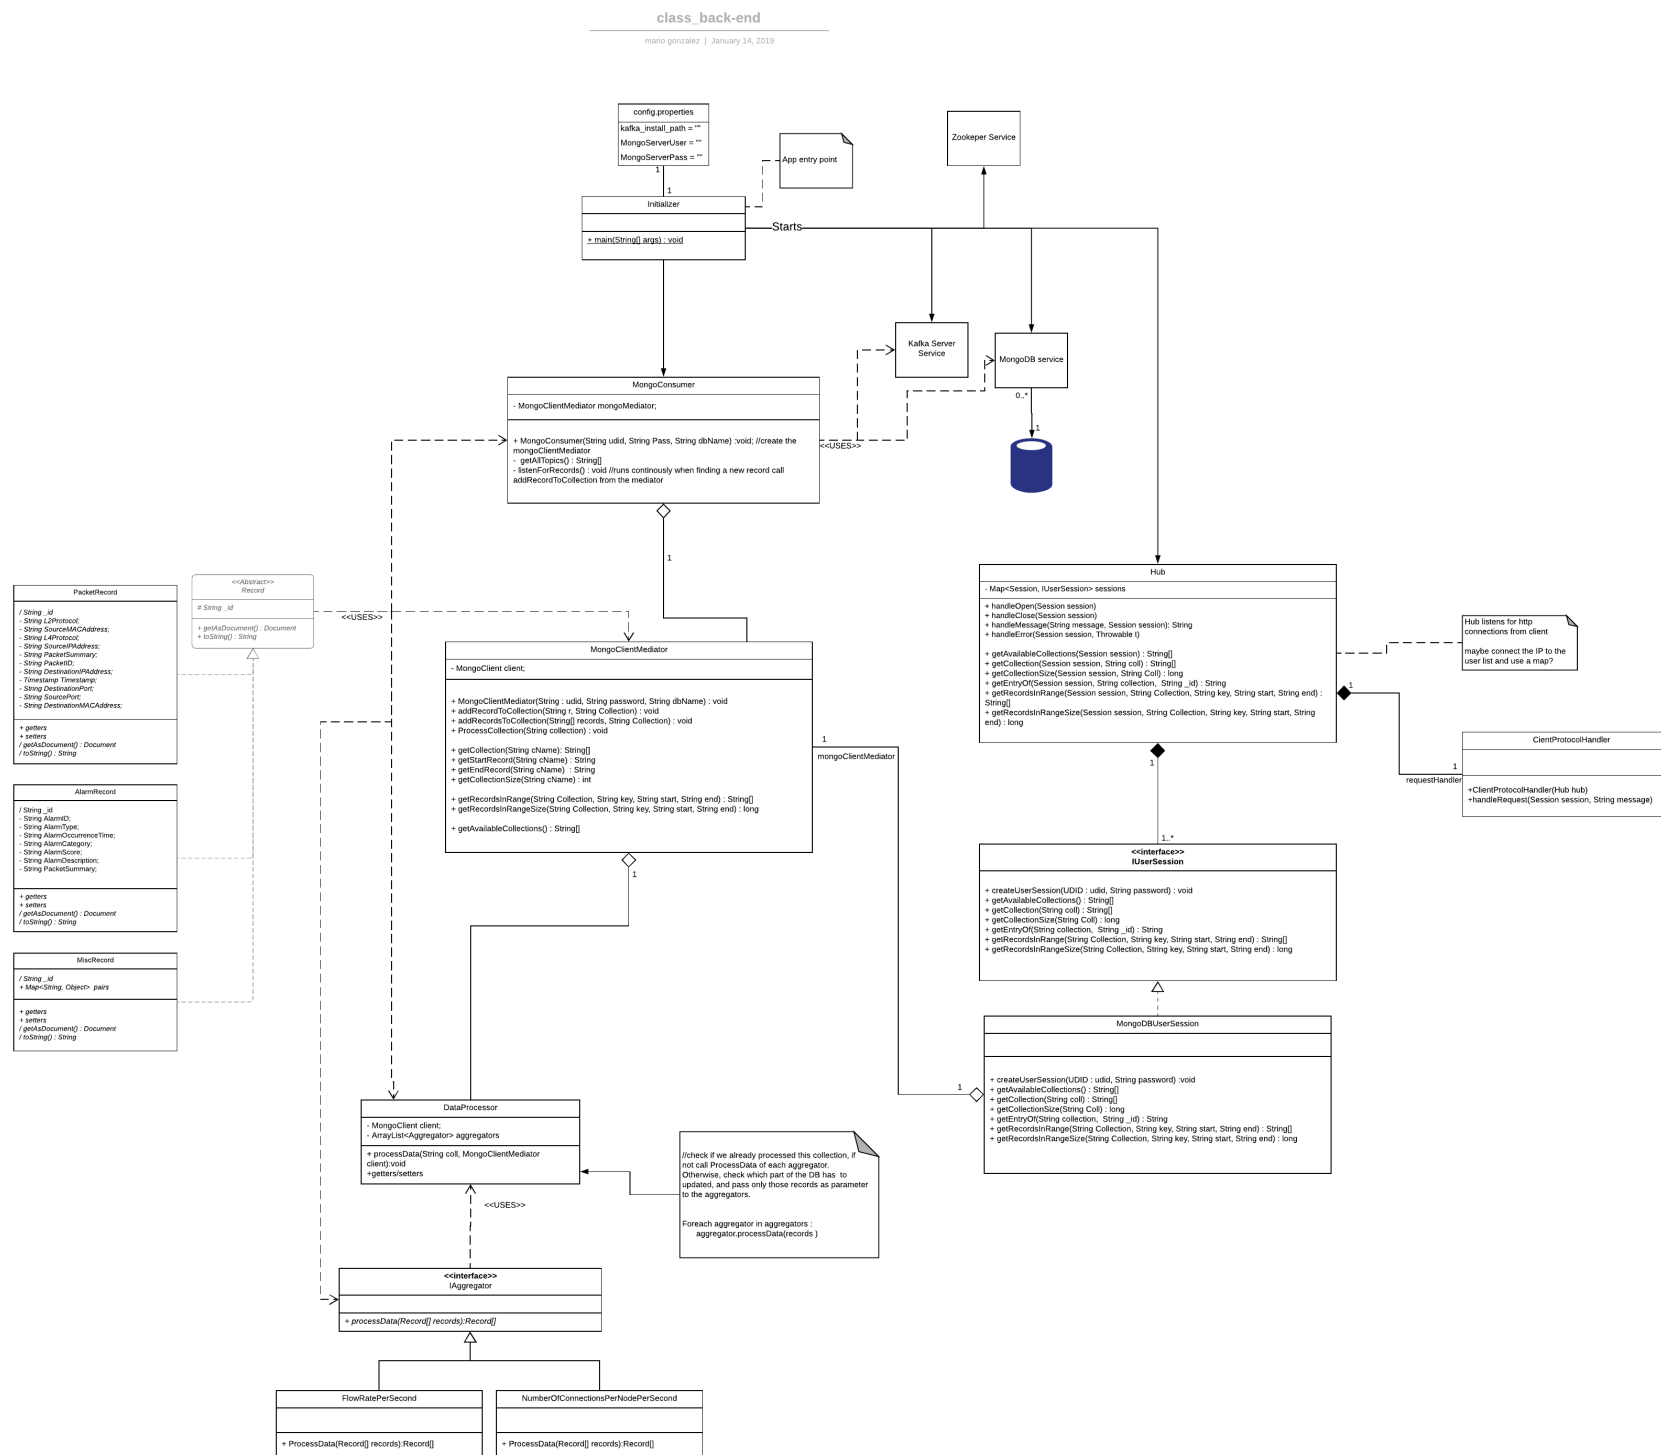 class_back-end
mario gonzalez | January 14, 2019
config.properties
kafka_install_path = ""
MongoServerUser = ""
MongoServerPass = ""
1
1
App entry point
Zookeper Service
Initializer
+ main(String[] args) : void
Starts
Kafka Server
Service
MongoDB service
0..*
1
MongoConsumer
- MongoClientMediator mongoMediator;
+ MongoConsumer(String udid, String Pass, String dbName) :void; //create the
mongoClientMediator
- getAllTopics() : String[]
- listenForRecords() : void //runs continously when finding a new record call
addRecordToCollection from the mediator
<<USES>>
1
PacketRecord
/ String _id
- String L2Protocol;
- String SourceMACAddress;
- String L4Protocol;
- String SourceIPAddress;
- String PacketSummary;
- String PacketID;
- String DestinationIPAddress;
- Timestamp Timestamp;
- String DestinationPort;
- String SourcePort;
- String DestinationMACAddress;
+ getters
+ setters
/ getAsDocument() : Document
/ toString() : String
<<Abstract>>
Record
# String _id
+ getAsDocument() : Document
+ toString() : String
<<USES>>
AlarmRecord
/ String _id
- String AlarmID;
- String AlarmType;
- String AlarmOccurrenceTime;
- String AlarmCategory;
- String AlarmScore;
- String AlarmDescription;
- String PacketSummary;
+ getters
+ setters
/ getAsDocument() : Document
/ toString() : String
MiscRecord
/ String _id
+ Map<String, Object> pairs
+ getters
+ setters
/ getAsDocument() : Document
/ toString() : String
MongoClientMediator
- MongoClient client;
+ MongoClientMediator(String : udid, String password, String dbName) : void
+ addRecordToCollection(String r, String Collection) : void
+ addRecordsToCollection(String[] records, String Collection) : void
+ ProcessCollection(String collection) : void
+ getCollection(String cName): String[]
+ getStartRecord(String cName) : String
+ getEndRecord(String cName) : String
+ getCollectionSize(String cName) : int
+ getRecordsInRange(String Collection, String key, String start, String end) : String[]
+ getRecordsInRangeSize(String Collection, String key, String start, String end) : long
+ getAvailableCollections() : String[]
1
mongoClientMediator
1
Hub
- Map<Session, IUserSession> sessions
+ handleOpen(Session session)
+ handleClose(Session session)
+ handleMessage(String message, Session session): String
+ handleError(Session session, Throwable t)
+ getAvailableCollections(Session session) : String[]
+ getCollection(Session session, String coll) : String[]
+ getCollectionSize(Session session, String Coll) : long
+ getEntryOf(Session session, String collection, String _id) : String
+ getRecordsInRange(Session session, String Collection, String key, String start, String end) :
String[]
+ getRecordsInRangeSize(Session session, String Collection, String key, String start, String
end) : long
Hub listens for http
connections from client
maybe connect the IP to the
user list and use a map?
1
1
requestHandler
CientProtocolHandler
+ClientProtocolHandler(Hub hub)
+handleRequest(Session session, String message)
1
1..*
<<interface>>
IUserSession
+ createUserSession(UDID : udid, String password) : void
+ getAvailableCollections() : String[]
+ getCollection(String coll) : String[]
+ getCollectionSize(String Coll) : long
+ getEntryOf(String collection, String _id) : String
+ getRecordsInRange(String Collection, String key, String start, String end) : String[]
+ getRecordsInRangeSize(String Collection, String key, String start, String end) : long
MongoDBUserSession
+ createUserSession(UDID : udid, String password) :void
+ getAvailableCollections() : String[]
+ getCollection(String coll) : String[]
+ getCollectionSize(String Coll) : long
+ getEntryOf(String collection, String _id) : String
+ getRecordsInRange(String Collection, String key, String start, String end) : String[]
+ getRecordsInRangeSize(String Collection, String key, String start, String end) : long
1
DataProcessor
- MongoClient client;
- ArrayList<Aggregator> aggregators
+ processData(String coll, MongoClientMediator
client):void
+getters/setters
//check if we already processed this collection, if
not call ProcessData of each aggregator.
Otherwise, check which part of the DB has to
updated, and pass only those records as parameter
to the aggregators.
Foreach aggregator in aggregators :
aggregator.processData(records )
<<USES>>
<<interface>>
IAggregator
+ processData(Record[] records):Record[]
FlowRatePerSecond
+ ProcessData(Record[] records):Record[]
NumberOfConnectionsPerNodePerSecond
+ ProcessData(Record[] records):Record[]